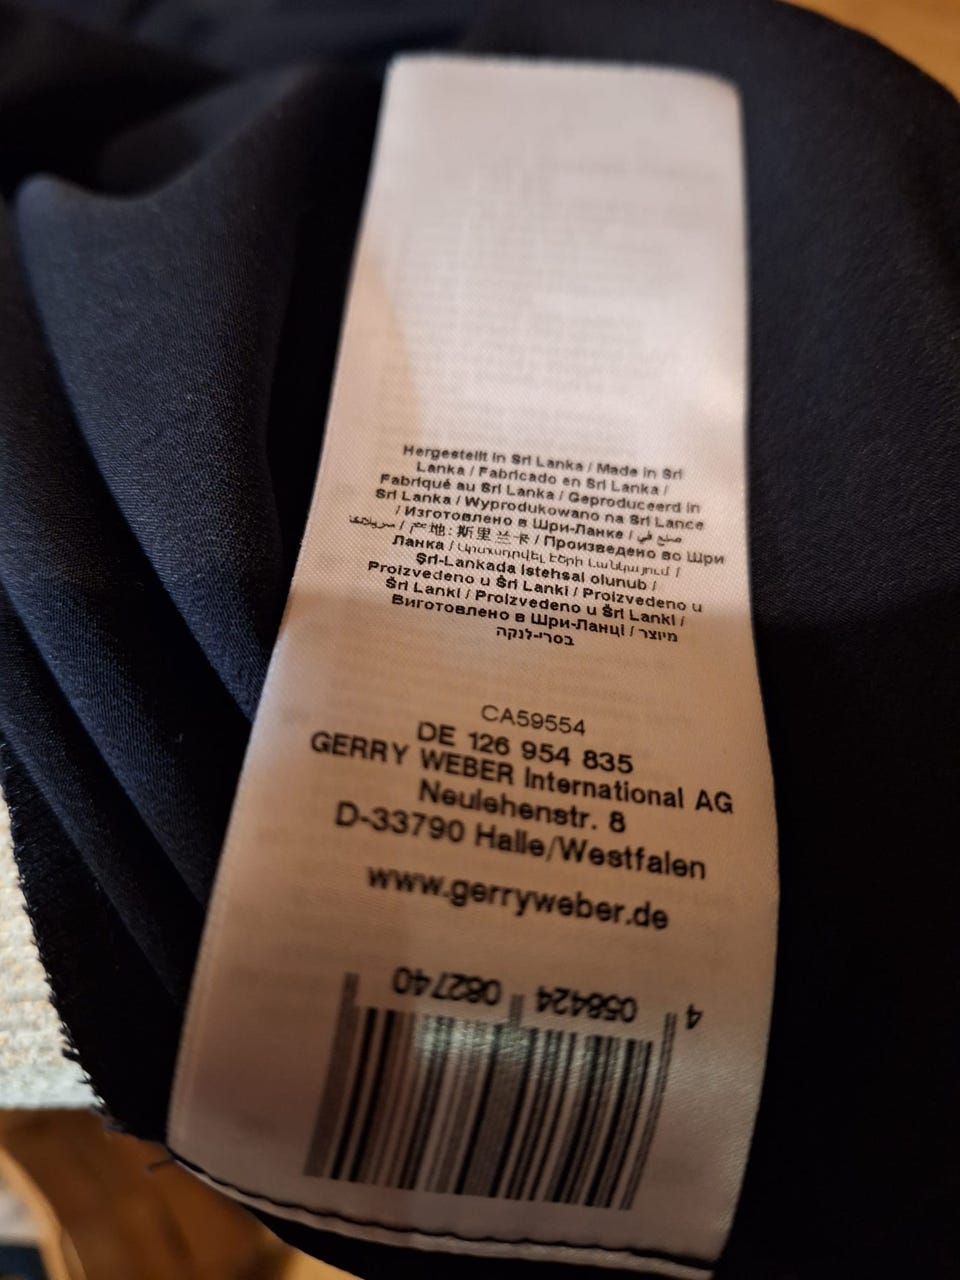 Hergestellt in Sri Lanka / Made in Sri
Lanka / Fabricado en Sri Lanka /
Fabriqué au Sri Lanka / Geproduceerd in
Sri Lanka / Wyprodukowano na Sri Lance
/ Изготовлено в Шри-Ланке / صنع في
سريلانكا / 产地: 斯里兰卡 / Произведено во Шри
Ланка / Արտադրվել է Շրի Լանկայում /
Şri-Lankada istehsal olunub /
Proizvedeno u Šri Lanki / Proizvedeno u
Šri Lanki / Proizvedeno u Šri Lanki /
Виготовлено в Шри-Ланці / מיוצר
בסרי-לנקה
CA59554
DE 126 954 835
GERRY WEBER International AG
Neulehenstr. 8
D-33790 Halle/Westfalen
www.gerryweber.de
4 058424 082740